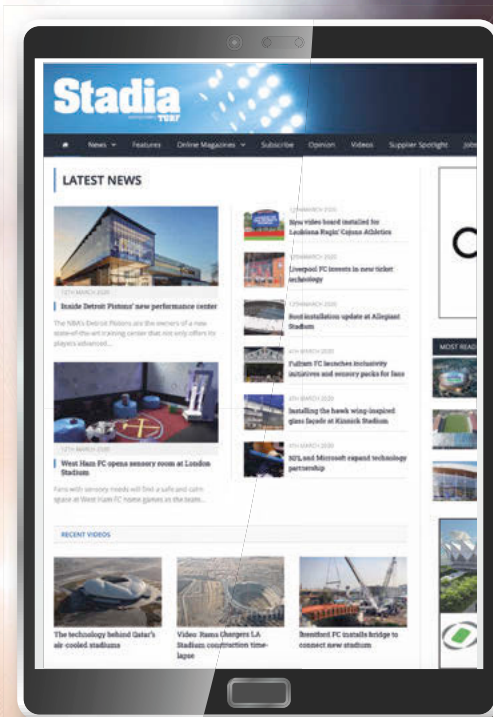 Stadia
TURF
News
Features
Online Magazines
Subscribe
Opinion
Videos
Supplier Spotlight
Jobs
LATEST NEWS
12TH MARCH 2020
Inside Detroit Pistons' new performance center
The NBA's Detroit Pistons are the owners of a new
state-of-the-art training center that not only offers its
players advanced...
12TH MARCH 2020
West Ham FC opens sensory room at London
Stadium
Fans with sensory needs will find a safe and calm
space at West Ham FC home games as the team...
12TH MARCH 2020
New video board installed for
Louisiana Ragin' Cajuns Athletics
12TH MARCH 2020
Liverpool FC invests in new ticket
technology
12TH MARCH 2020
Roof installation update at Allegiant
Stadium
4TH MARCH 2020
Fulham FC launches inclusivity
initiatives and sensory packs for fans
4TH MARCH 2020
Installing the hawk wing-inspired
glass façade at Kinnick Stadium
4TH MARCH 2020
NFL and Microsoft expand technology
partnership
MOST READ
RECENT VIDEOS
The technology behind Qatar's
air-cooled stadiums
Video: Rams Chargers LA
Stadium construction time-
lapse
Brentford FC installs bridge to
connect new stadium